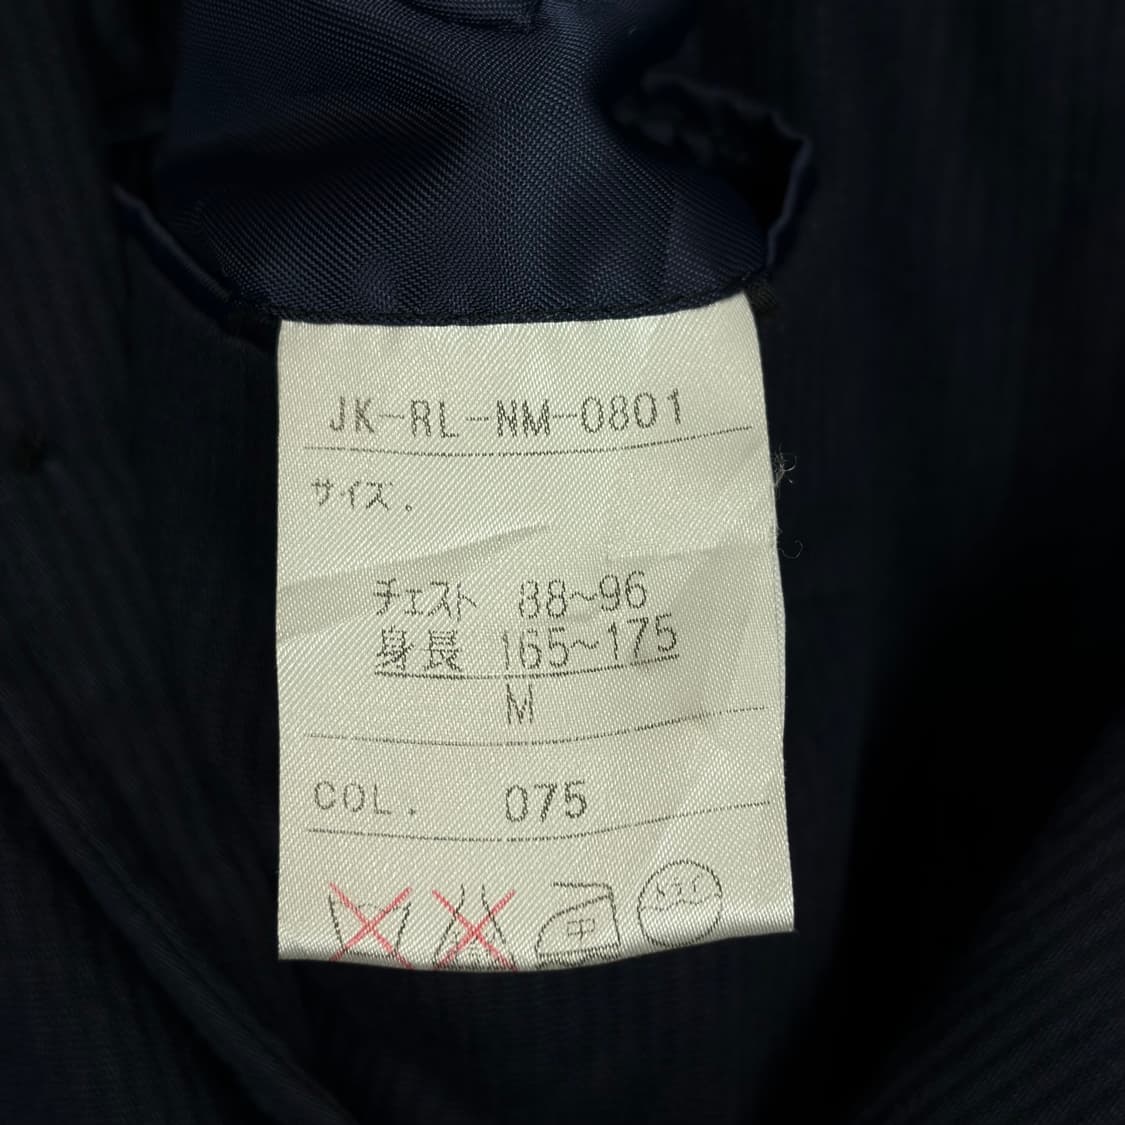 JK-RL-NM-0801
サイズ.
チェスト 88~96
身長 165~175
M
COL. 075
中